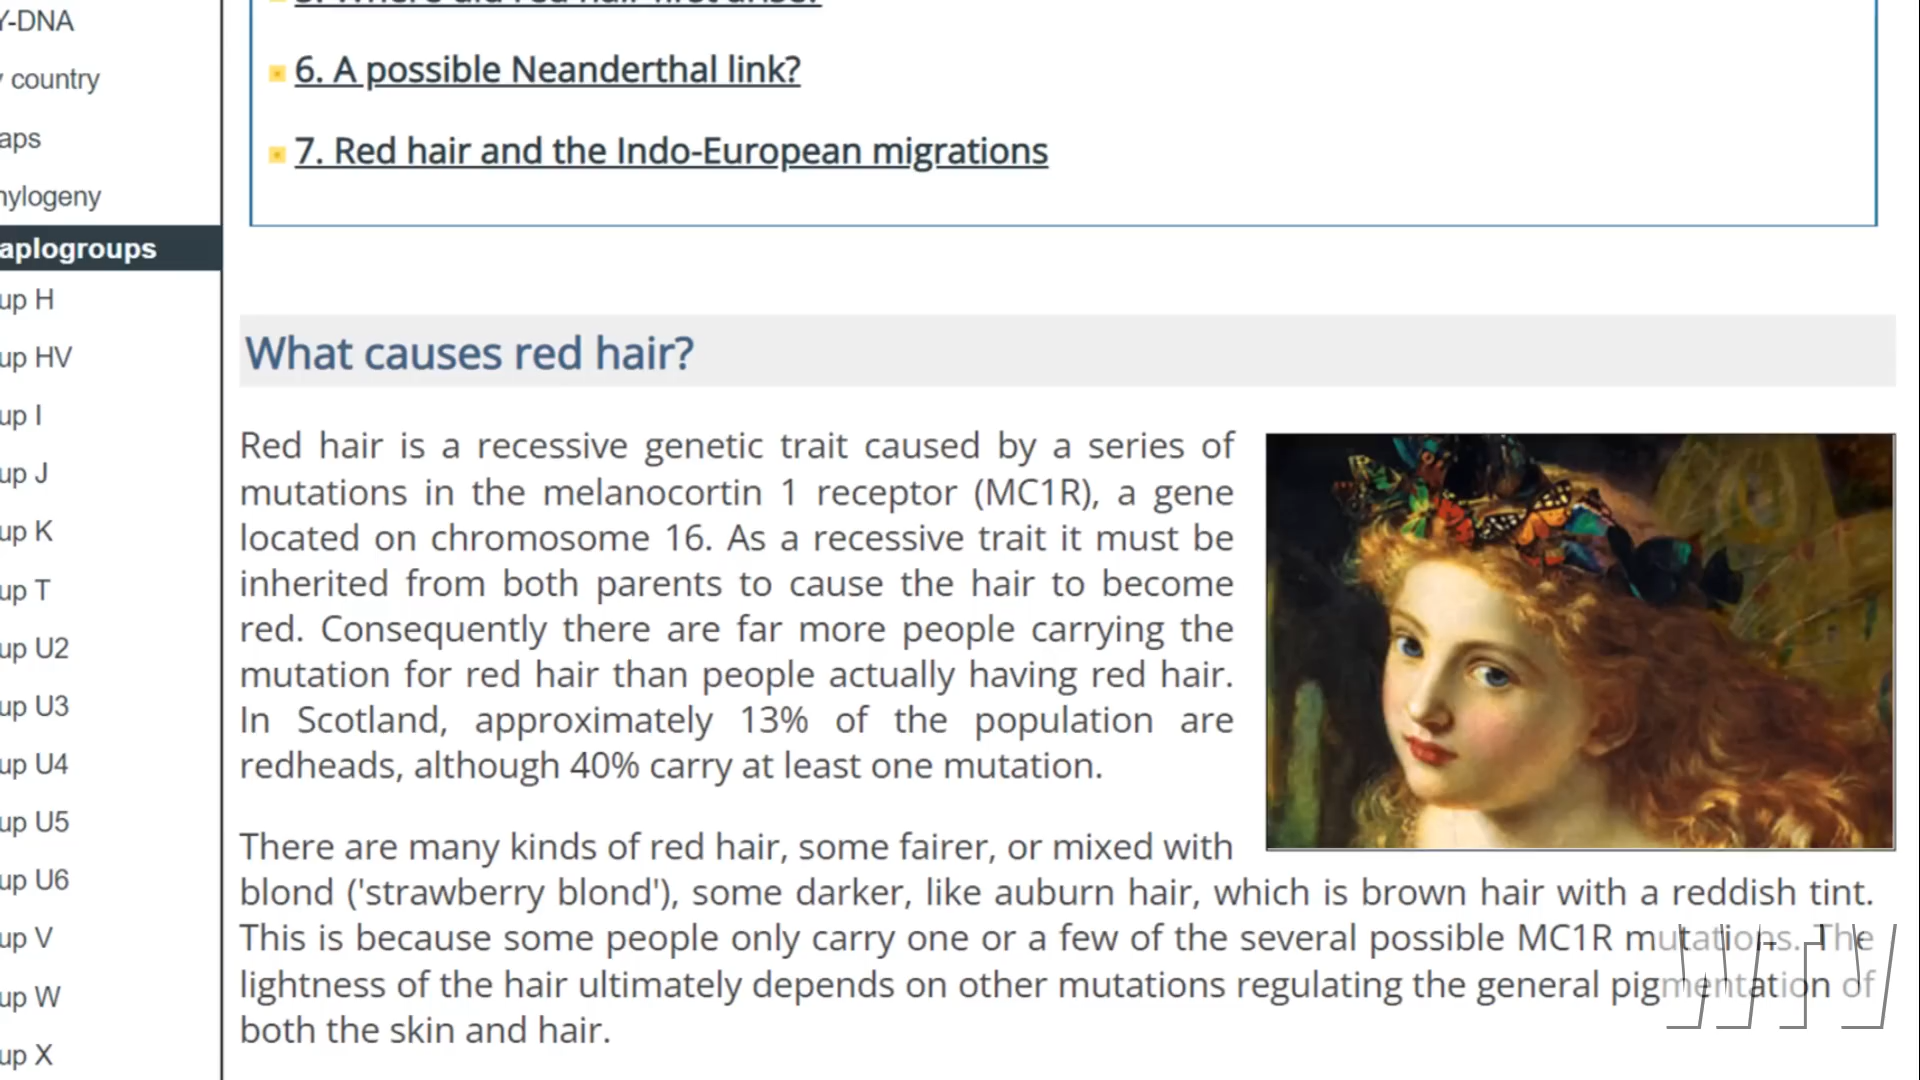 Y-DNA
country
aps
hylogeny
aplogroups
up H
up HV
up I
up J
up K
up T
up U2
up U3
up U4
up U5
up U6
up V
up W
up X
5. Where did red hair first arise?
6. A possible Neanderthal link?
7. Red hair and the Indo-European migrations
What causes red hair?
Red hair is a recessive genetic trait caused by a series of
mutations in the melanocortin 1 receptor (MC1R), a gene
located on chromosome 16. As a recessive trait it must be
inherited from both parents to cause the hair to become
red. Consequently there are far more people carrying the
mutation for red hair than people actually having red hair.
In Scotland, approximately 13% of the population are
redheads, although 40% carry at least one mutation.
There are many kinds of red hair, some fairer, or mixed with
blond ('strawberry blond'), some darker, like auburn hair, which is brown hair with a reddish tint.
This is because some people only carry one or a few of the several possible MC1R mutations. The
lightness of the hair ultimately depends on other mutations regulating the general pigmentation of
both the skin and hair.